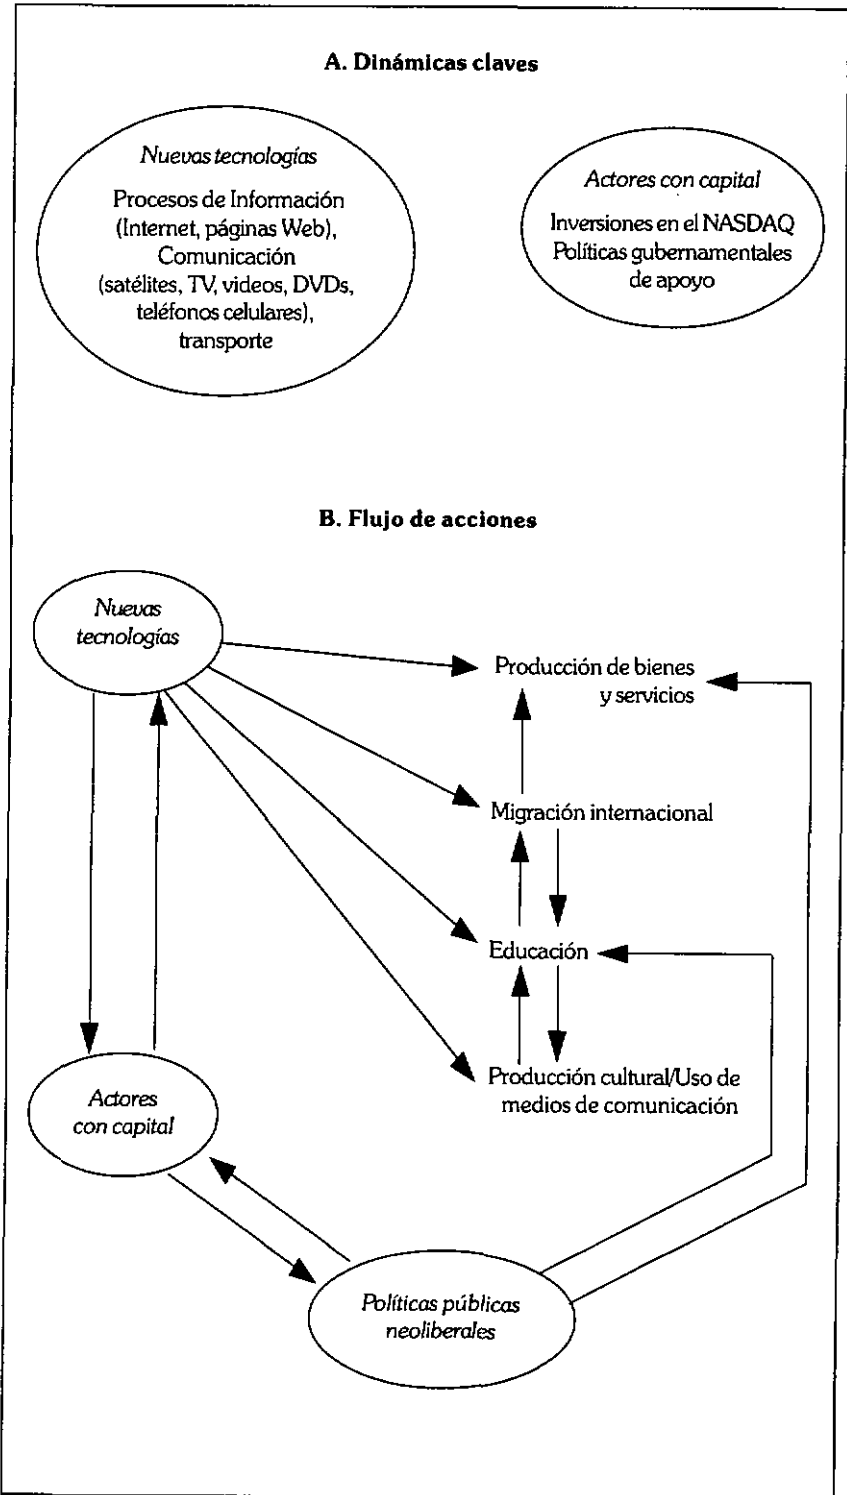 A. Dinámicas claves
Nuevas tecnologías
Procesos de Información
(Internet, páginas Web),
Comunicación
(satélites, TV, videos, DVDs,
teléfonos celulares),
transporte
Actores con capital
Inversiones en el NASDAQ
Políticas gubernamentales
de apoyo
B. Flujo de acciones
Nuevas
tecnologías
Producción de bienes
y servicios
Migración internacional
Educación
Producción cultural/Uso de
medios de comunicación
Actores
con capital
Políticas públicas
neoliberales